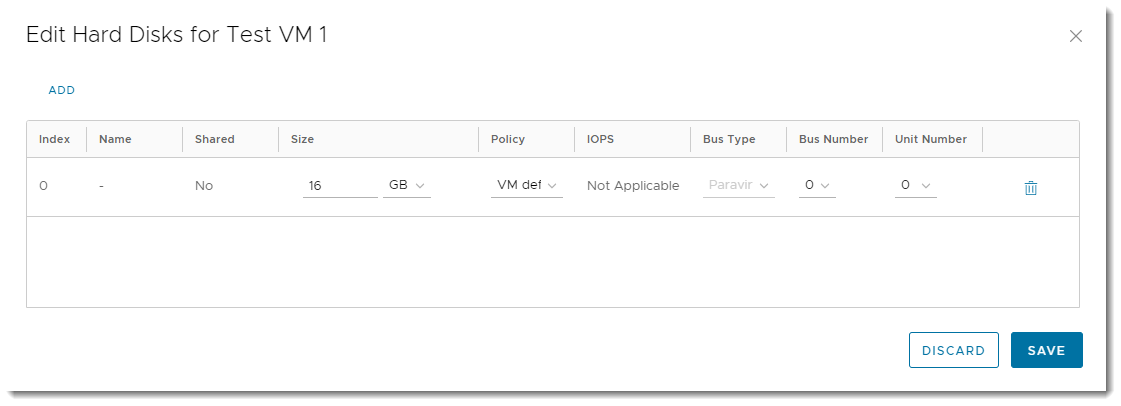 Edit Hard Disks for Test VM 1
ADD
Index Name Shared Size Policy IOPS Bus Type Bus Number Unit Number
0 - No 16 GB VM def Not Applicable Paravir 0 0
DISCARD SAVE